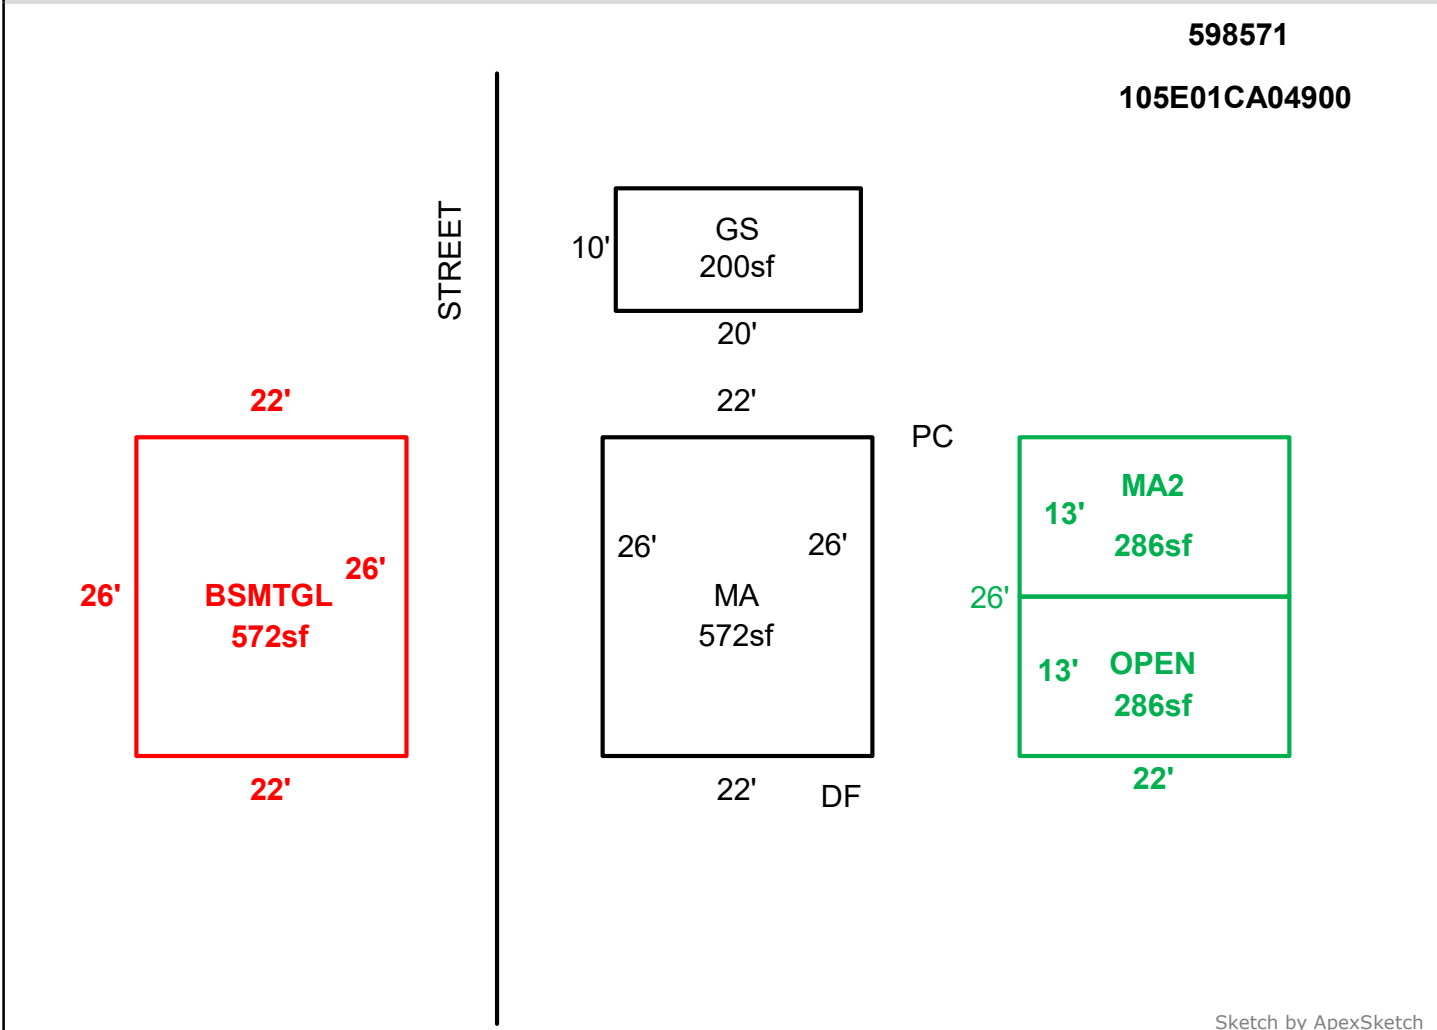 598571
105E01CA04900
STREET
10'
GS
200sf
20'
22'
26'
26'
BSMTGL
572sf
22'
22'
26'
26'
MA
572sf
22'
DF
PC
13'
MA2
286sf
26'
13'
OPEN
286sf
22'
Sketch by ApexSketch